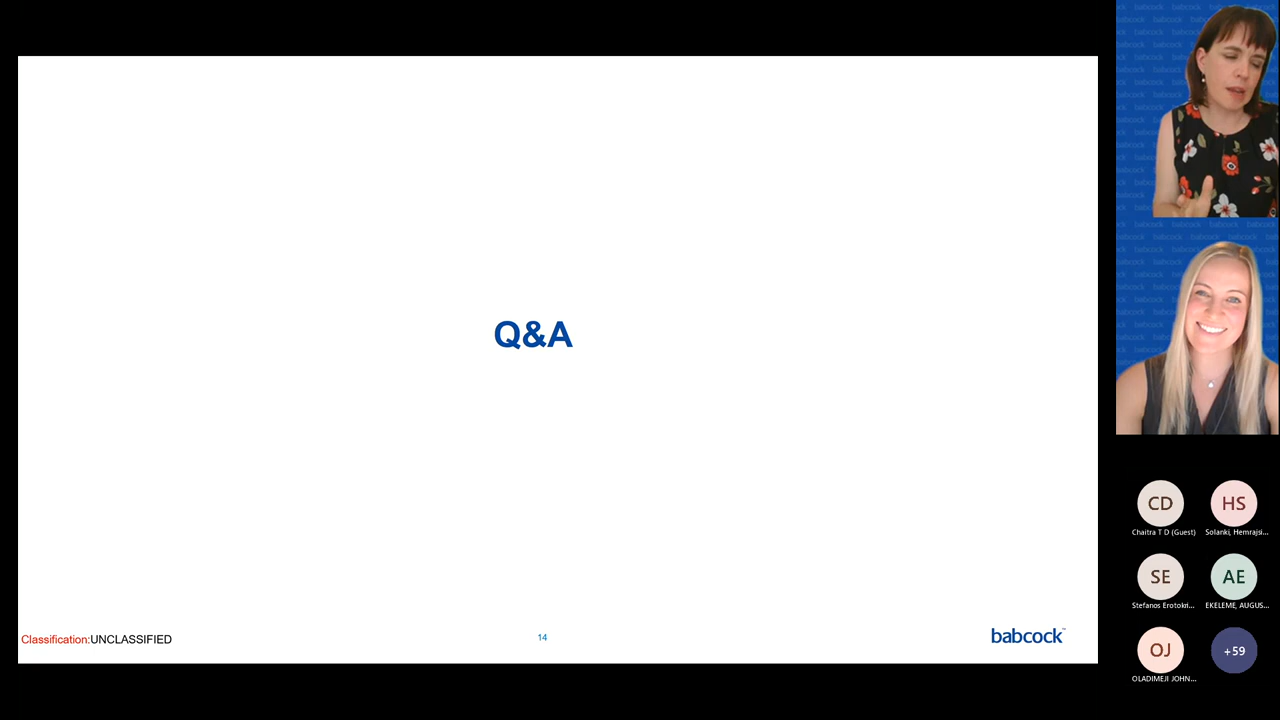 Q&A
Classification:UNCLASSIFIED
14
babcock™
CD
HS
Chaitra T D (Guest)
Solanki, Hemrajsi...
SE
AE
Stefanos Erotokri...
EKELEME, AUGUS...
OJ
+59
OLADIMEJI JOHN...
babcock